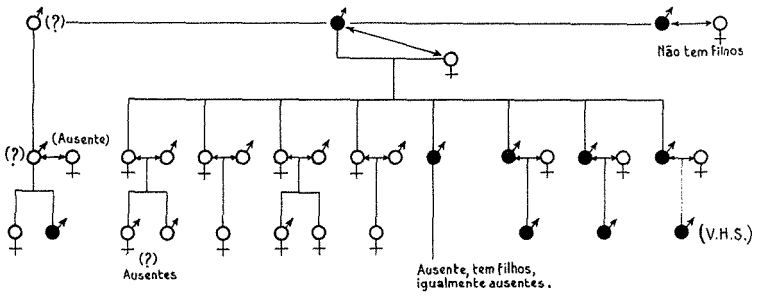 (?)
Não tem filhos
(?)
(Ausente)
(?)
Ausentes
Ausente, tem filhos,
igualmente ausentes.
(V.H.S.)